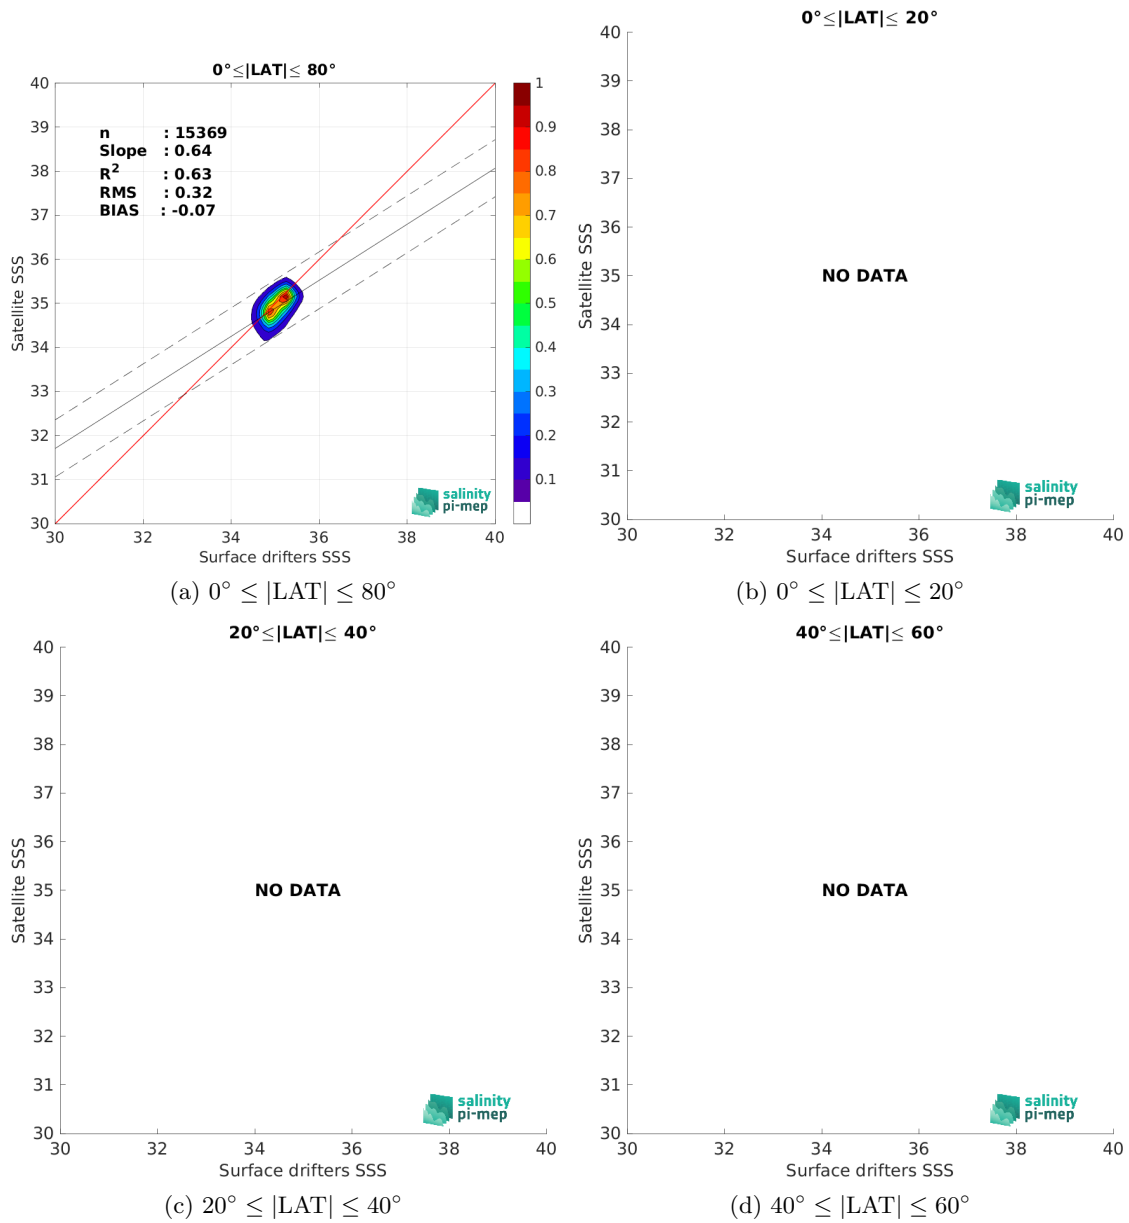 0°≤|LAT|≤ 80°
40
39
38
37
36
35
34
33
32
31
30
Satellite SSS
n : 15369
Slope : 0.64
R² : 0.63
RMS : 0.32
BIAS : -0.07
salinity
pi-mep
30 32 34 36 38 40
Surface drifters SSS
1
0.9
0.8
0.7
0.6
0.5
0.4
0.3
0.2
0.1
(a) 0° ≤ |LAT| ≤ 80°
0°≤|LAT|≤ 20°
40
39
38
37
36
35
34
33
32
31
30
Satellite SSS
NO DATA
salinity
pi-mep
30 32 34 36 38 40
Surface drifters SSS
(b) 0° ≤ |LAT| ≤ 20°
20°≤|LAT|≤ 40°
40
39
38
37
36
35
34
33
32
31
30
Satellite SSS
NO DATA
salinity
pi-mep
30 32 34 36 38 40
Surface drifters SSS
(c) 20° ≤ |LAT| ≤ 40°
40°≤|LAT|≤ 60°
40
39
38
37
36
35
34
33
32
31
30
Satellite SSS
NO DATA
salinity
pi-mep
30 32 34 36 38 40
Surface drifters SSS
(d) 40° ≤ |LAT| ≤ 60°